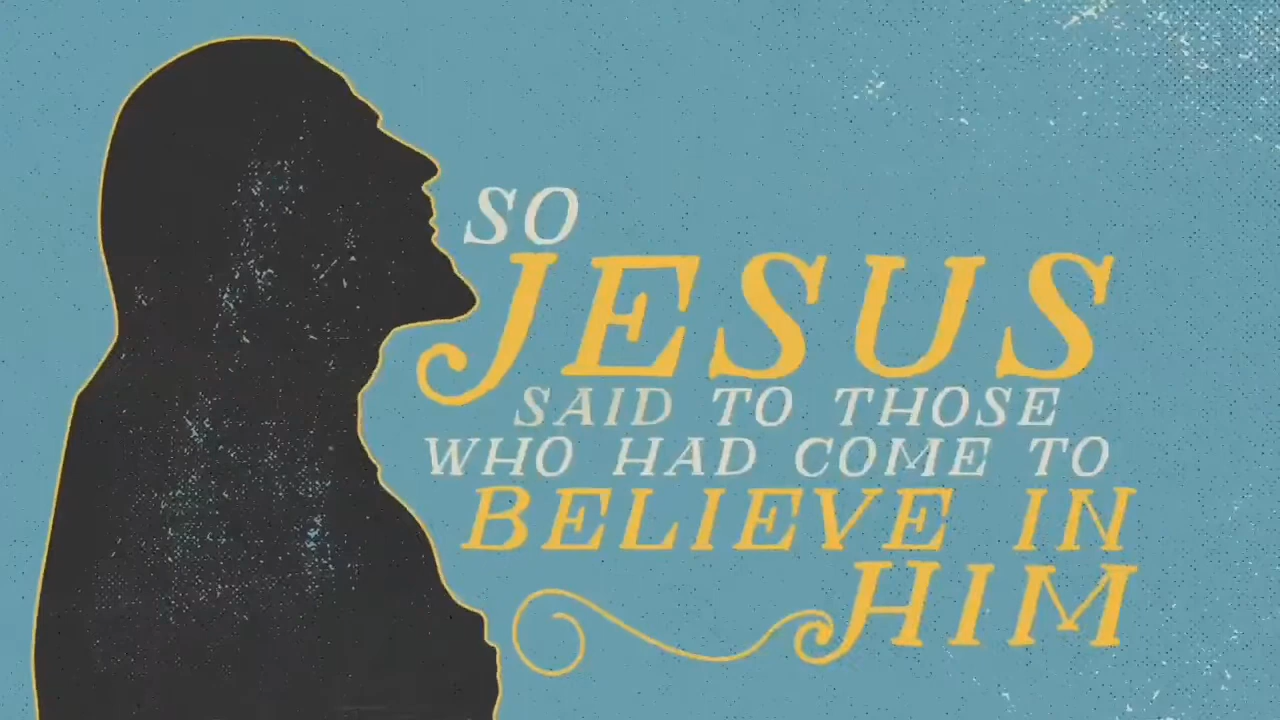 SO
JESUS
SAID TO THOSE
WHO HAD COME TO
BELIEVE IN
HIM